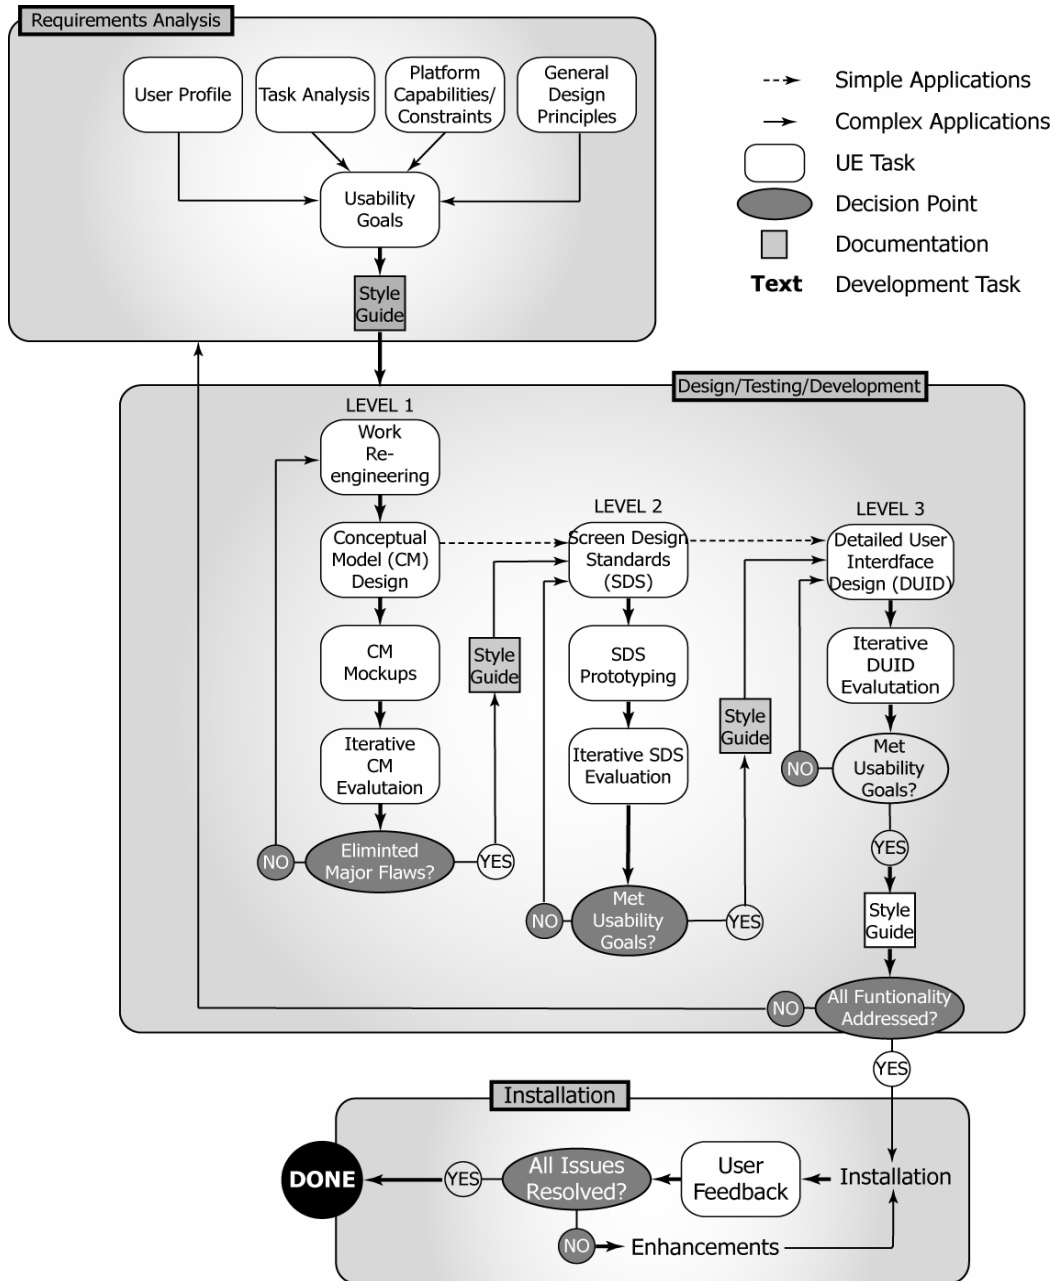 Requirements Analysis
User Profile
Task Analysis
Platform
Capabilities/
Constraints
General
Design
Principles
Usability
Goals
Style
Guide
Simple Applications
Complex Applications
UE Task
Decision Point
Documentation
Text
Development Task
Design/Testing/Development
LEVEL 1
Work
Re-
engineering
Conceptual
Model (CM)
Design
CM
Mockups
Iterative
CM
Evalutaion
Eliminted
Major Flaws?
NO
YES
Style
Guide
LEVEL 2
Screen Design
Standards
(SDS)
SDS
Prototyping
Iterative SDS
Evaluation
Met
Usability
Goals?
NO
YES
Style
Guide
LEVEL 3
Detailed User
Interdface
Design (DUID)
Iterative
DUID
Evalutation
Met
Usability
Goals?
NO
YES
Style
Guide
All Funtionality
Addressed?
NO
YES
Installation
Installation
User
Feedback
All Issues
Resolved?
YES
DONE
NO
Enhancements